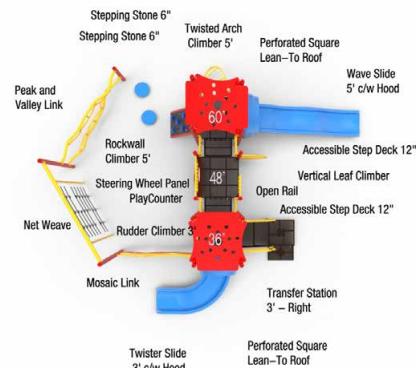 Stepping Stone 6"
Stepping Stone 6"
Twisted Arch
Climber 5'
Perforated Square
Lean-To Roof
Wave Slide
5' c/w Hood
Peak and
Valley Link
60"
Rockwall
Climber 5'
Accessible Step Deck 12"
Steering Wheel Panel
PlayCounter
48"
Vertical Leaf Climber
Open Rail
Accessible Step Deck 12"
Net Weave
Rudder Climber 3'
36"
Mosaic Link
Transfer Station
3' – Right
Twister Slide
3' c/w Hood
Perforated Square
Lean-To Roof